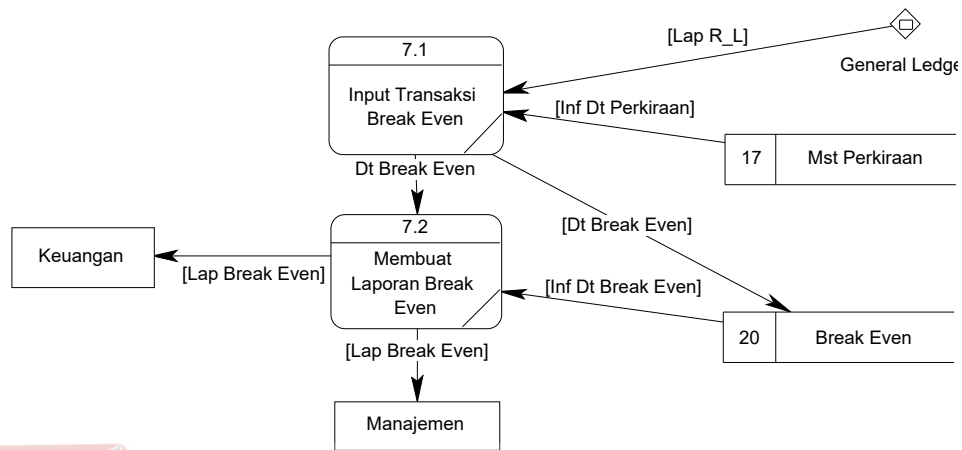 7.1
Input Transaksi
Break Even
[Lap R_L]
General Ledge
[Inf Dt Perkiraan]
17
Mst Perkiraan
Dt Break Even
7.2
Membuat
Laporan Break
Even
[Dt Break Even]
Keuangan
[Lap Break Even]
[Inf Dt Break Even]
20
Break Even
[Lap Break Even]
Manajemen